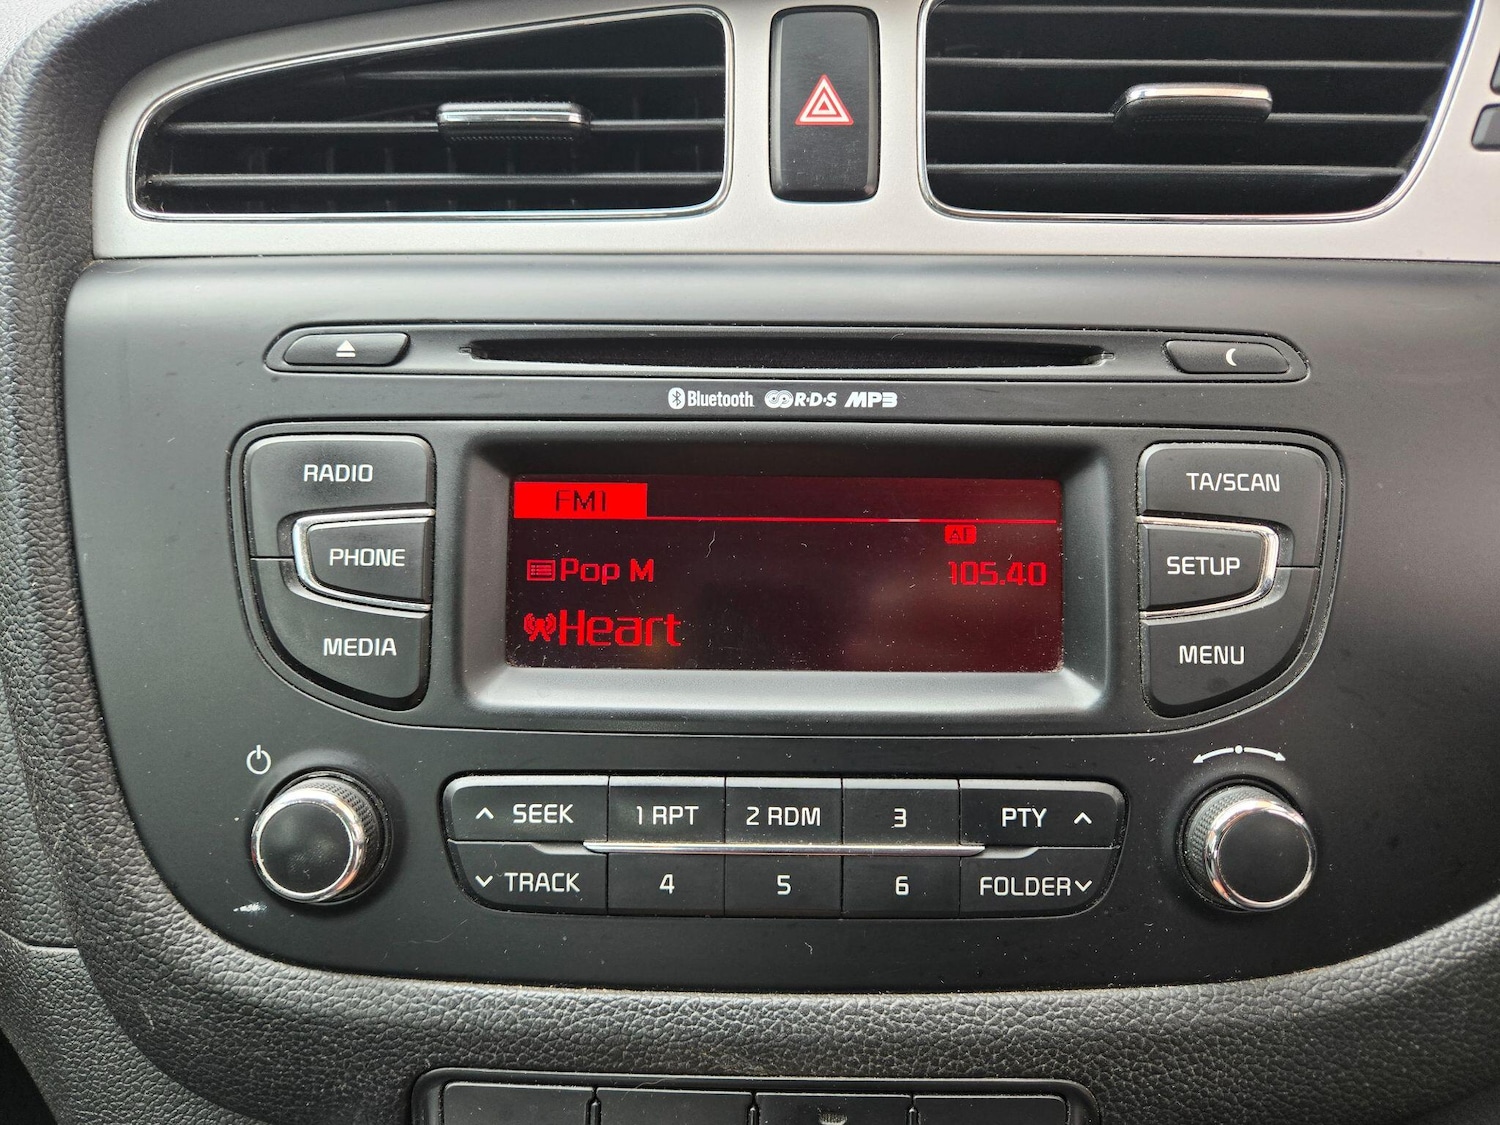 Bluetooth R·D·S MP3
RADIO
PHONE
MEDIA
FM1
AF
Pop M
105.40
Heart
TA/SCAN
SETUP
MENU
SEEK
1 RPT
2 RDM
3
PTY
TRACK
4
5
6
FOLDER